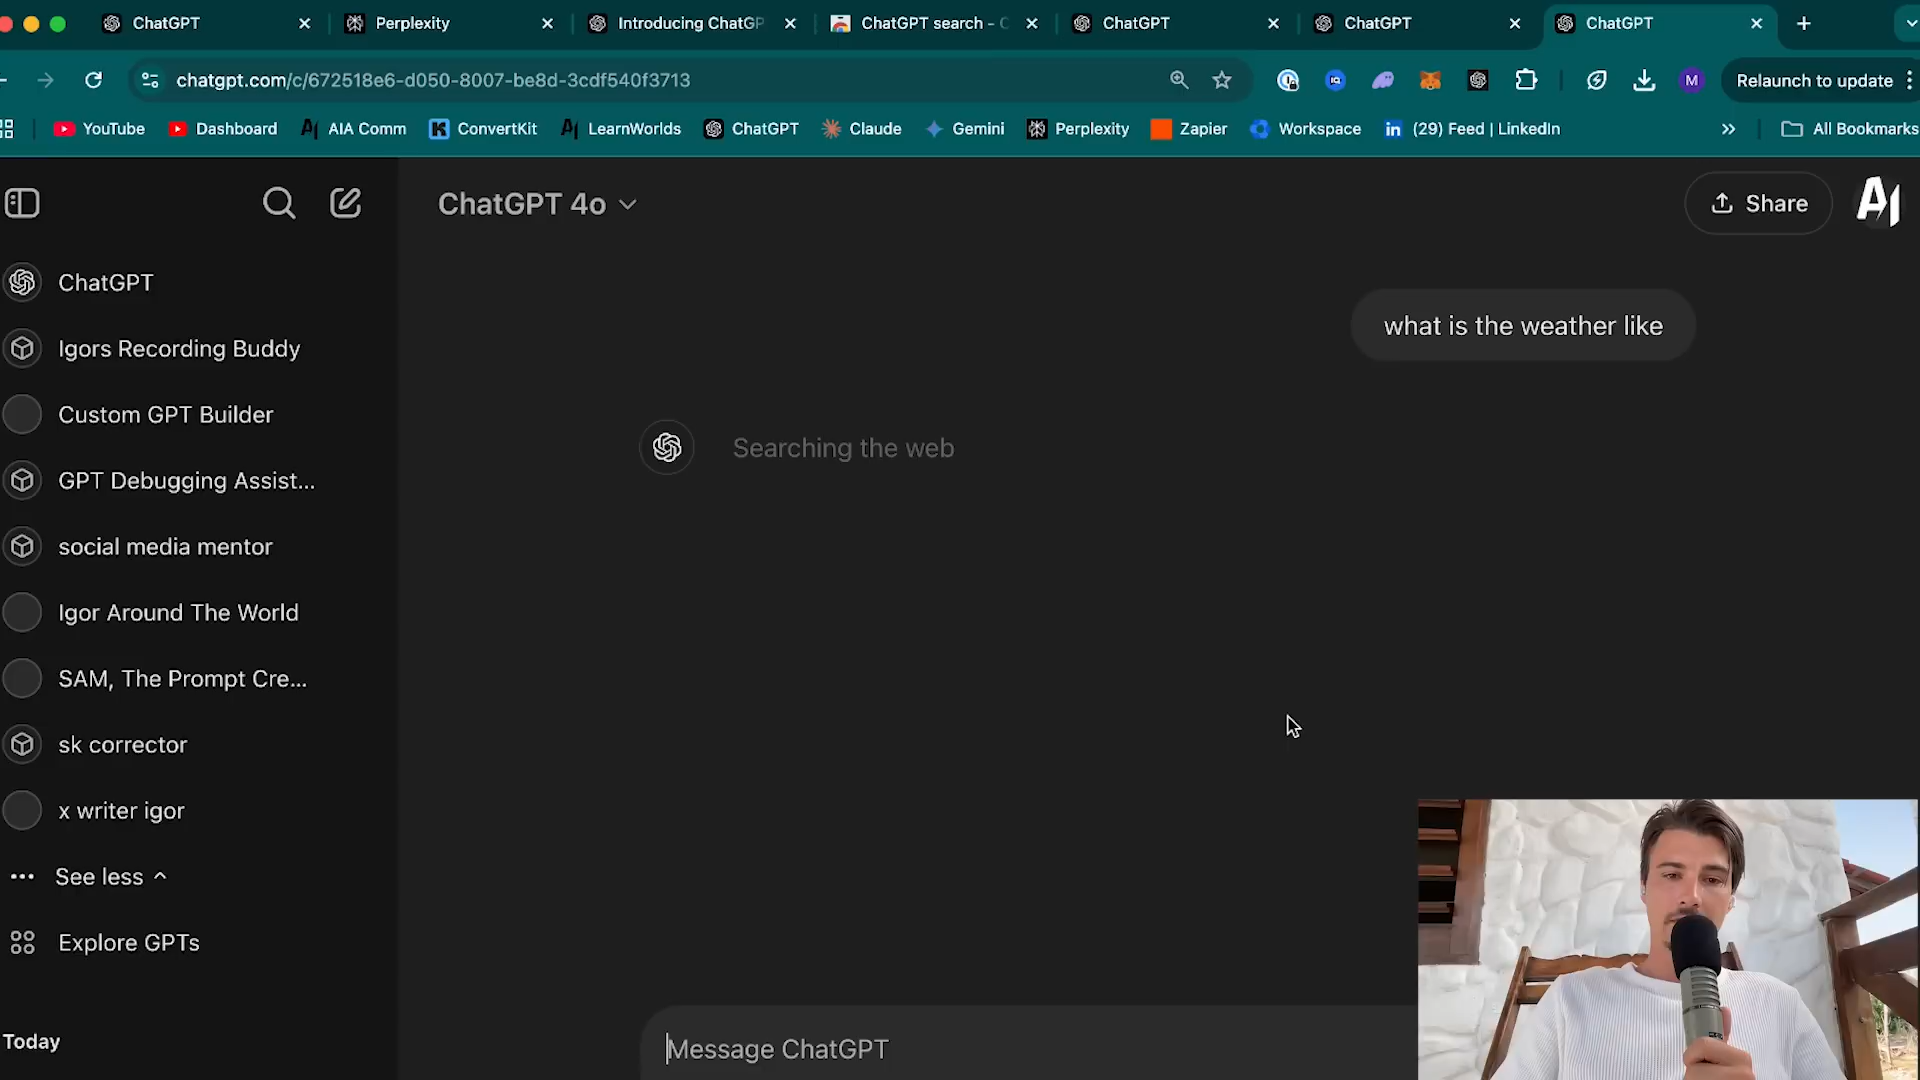 ChatGPT
Perplexity
Introducing ChatGP
ChatGPT search - C
ChatGPT
ChatGPT
ChatGPT
chatgpt.com/c/672518e6-d050-8007-be8d-3cdf540f3713
M
Relaunch to update
YouTube
Dashboard
AIA Comm
ConvertKit
LearnWorlds
ChatGPT
Claude
Gemini
Perplexity
Zapier
Workspace
in (29) Feed | LinkedIn
All Bookmarks
ChatGPT 4o
Share
AI
what is the weather like
Searching the web
ChatGPT
Igors Recording Buddy
Custom GPT Builder
GPT Debugging Assist...
social media mentor
Igor Around The World
SAM, The Prompt Cre...
sk corrector
x writer igor
See less
Explore GPTs
Today
Message ChatGPT